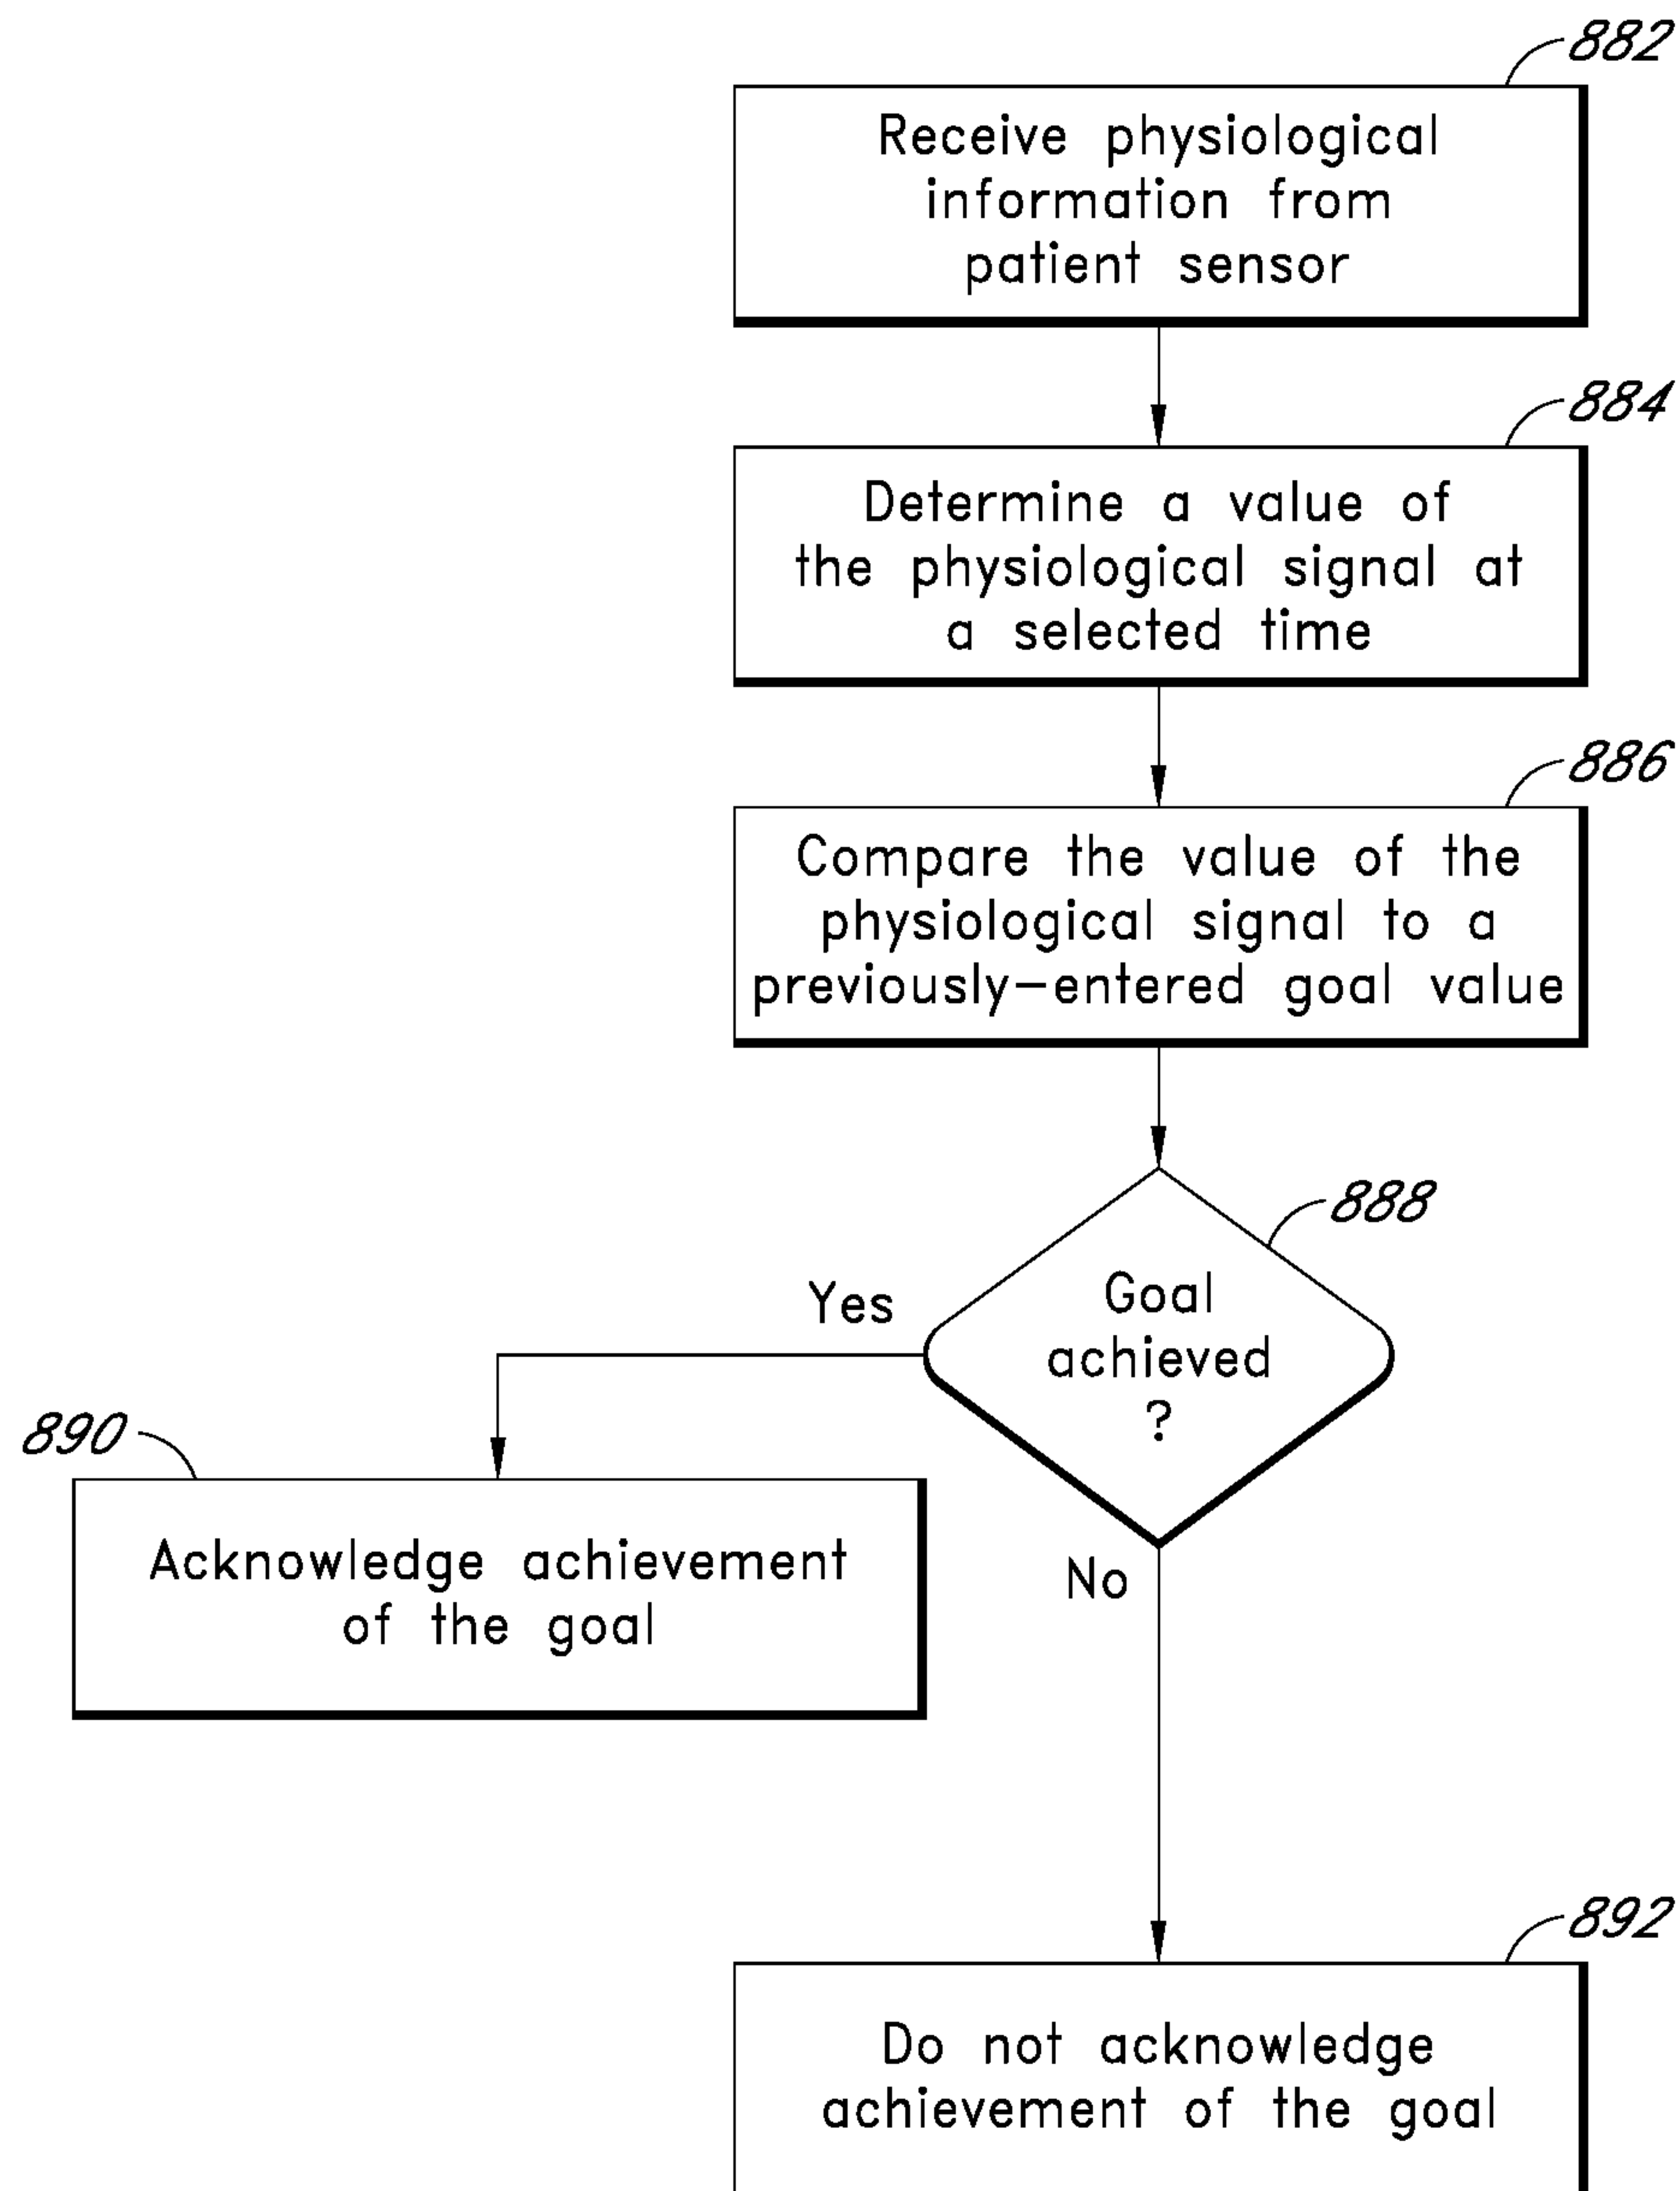 882
Receive physiological
information from
patient sensor
884
Determine a value of
the physiological signal at
a selected time
886
Compare the value of the
physiological signal to a
previously-entered goal value
888
Goal
achieved
?
Yes
890
Acknowledge achievement
of the goal
No
892
Do not acknowledge
achievement of the goal